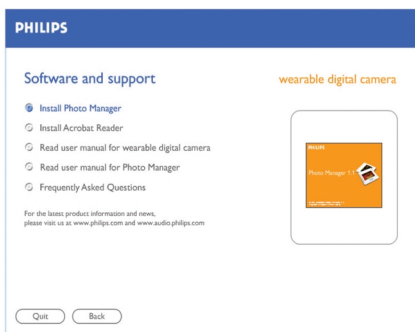 PHILIPS
Software and support
wearable digital camera
Install Photo Manager
Install Acrobat Reader
Read user manual for wearable digital camera
Read user manual for Photo Manager
Frequently Asked Questions
For the latest product information and news,
please visit us at www.philips.com and www.audio.philips.com
PHILIPS
Photo Manager 1.1
Quit
Back